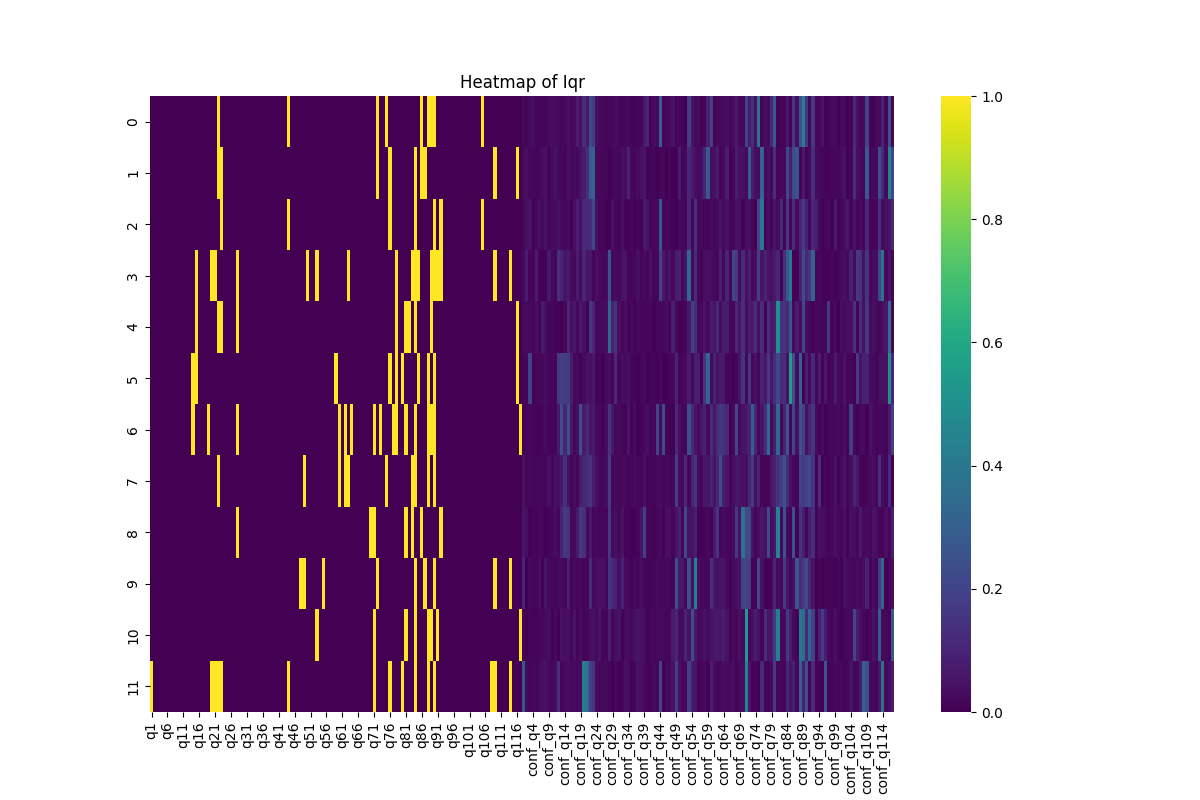 Heatmap of Iqr
0
1
2
3
4
5
6
7
8
9
10
11
q1
q6
q11
q16
q21
q26
q31
q36
q41
q46
q51
q56
q61
q66
q71
q76
q81
q86
q91
q96
q101
q106
q111
q116
conf_q4
conf_q9
conf_q14
conf_q19
conf_q24
conf_q29
conf_q34
conf_q39
conf_q44
conf_q49
conf_q54
conf_q59
conf_q64
conf_q69
conf_q74
conf_q79
conf_q84
conf_q89
conf_q94
conf_q99
conf_q104
conf_q109
conf_q114
1.0
0.8
0.6
0.4
0.2
0.0